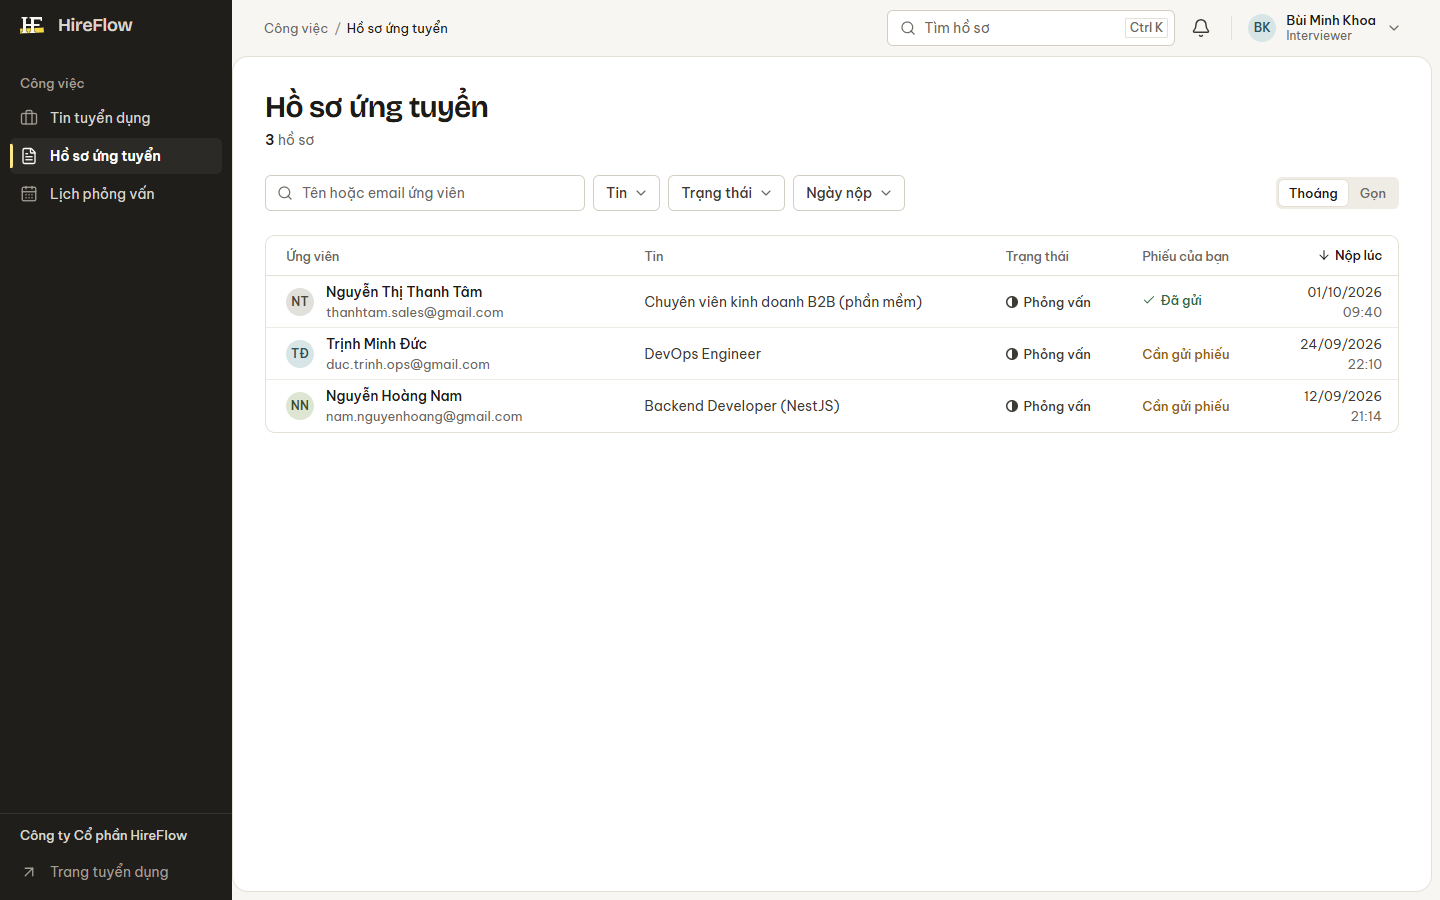 HF HireFlow
Công việc / Hồ sơ ứng tuyển
Tìm hồ sơ Ctrl K
BK Bùi Minh Khoa
Interviewer
Công việc
Tin tuyển dụng
Hồ sơ ứng tuyển
Lịch phỏng vấn
Hồ sơ ứng tuyển
3 hồ sơ
Tên hoặc email ứng viên Tin Trạng thái Ngày nộp Thoáng Gọn
Ứng viên Tin Trạng thái Phiếu của bạn Nộp lúc
NT Nguyễn Thị Thanh Tâm
thanhtam.sales@gmail.com
Chuyên viên kinh doanh B2B (phần mềm) Phỏng vấn Đã gửi 01/10/2026
09:40
TĐ Trịnh Minh Đức
duc.trinh.ops@gmail.com
DevOps Engineer Phỏng vấn Cần gửi phiếu 24/09/2026
22:10
NN Nguyễn Hoàng Nam
nam.nguyenhoang@gmail.com
Backend Developer (NestJS) Phỏng vấn Cần gửi phiếu 12/09/2026
21:14
Công ty Cổ phần HireFlow
Trang tuyển dụng